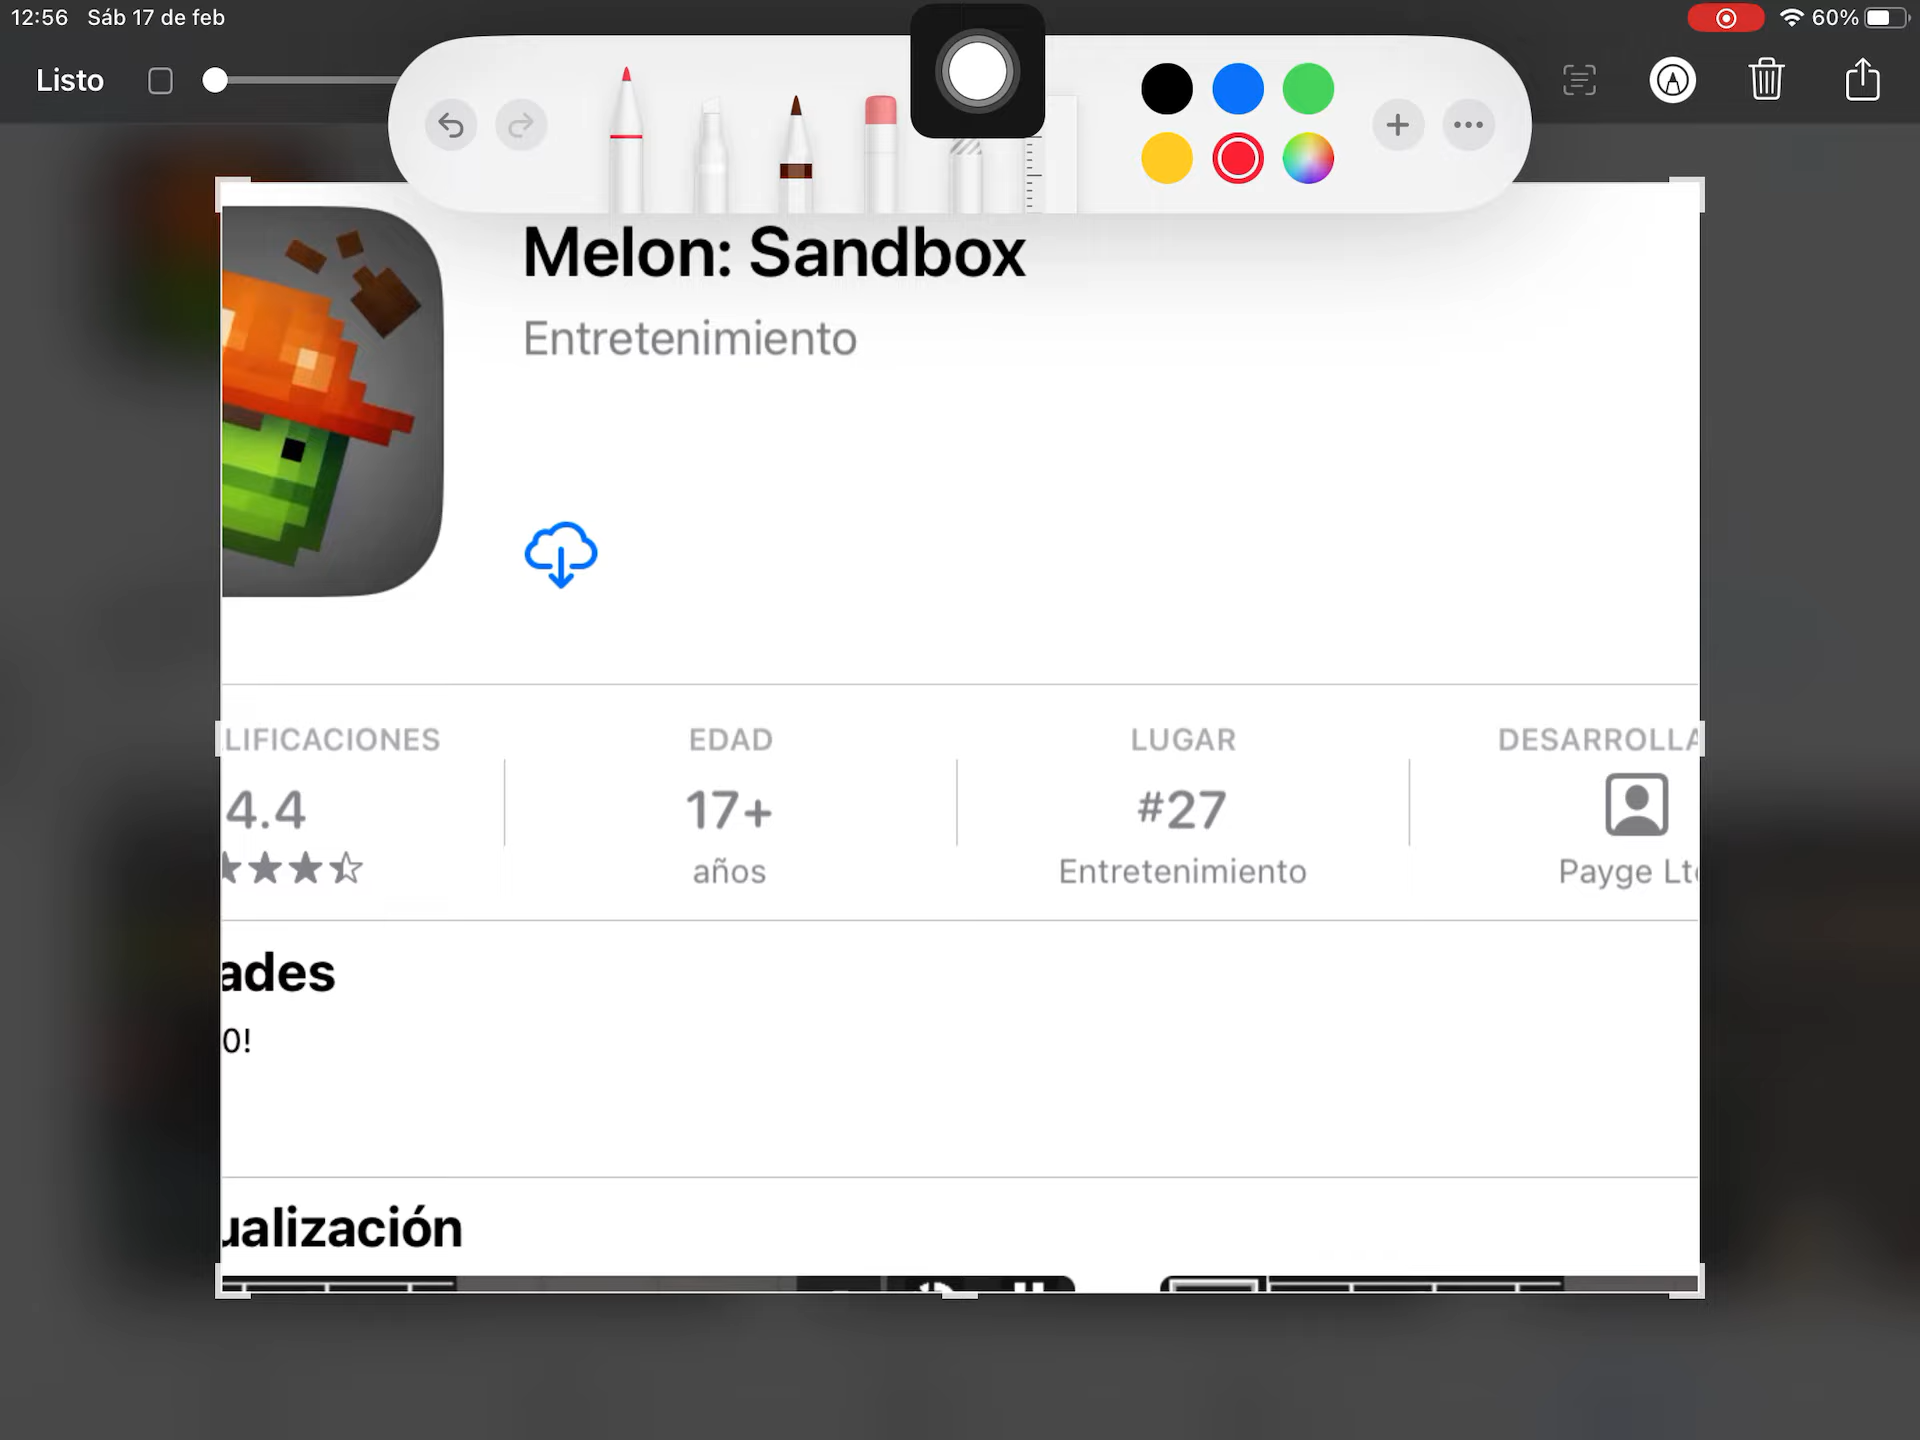 12:56 Sáb 17 de feb
60%
Listo
Melon: Sandbox
Entretenimiento
LIFICACIONES
EDAD
LUGAR
DESARROLLA
4.4
17+
#27
años
Entretenimiento
Payge Lt
ades
0!
ualización